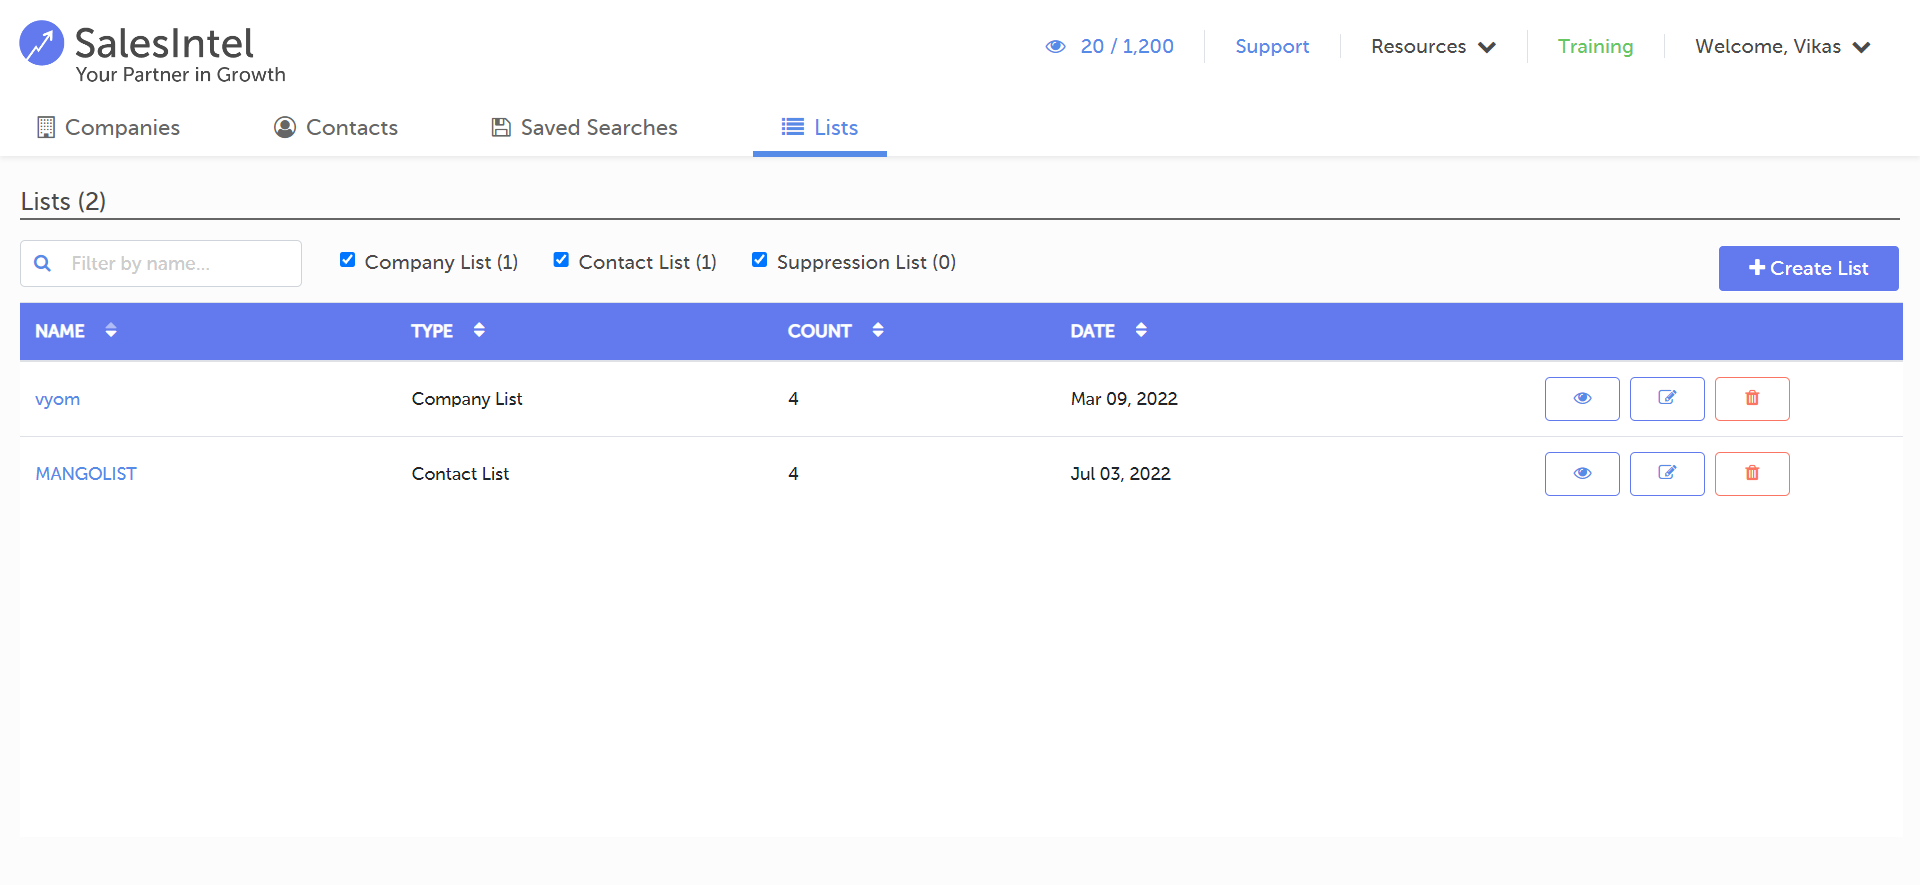 SalesIntel
Your Partner in Growth
20 / 1,200
Support
Resources
Training
Welcome, Vikas
Companies
Contacts
Saved Searches
Lists
Lists (2)
Filter by name...
Company List (1)
Contact List (1)
Suppression List (0)
Create List
NAME TYPE COUNT DATE
vyom Company List 4 Mar 09, 2022
MANGOLIST Contact List 4 Jul 03, 2022